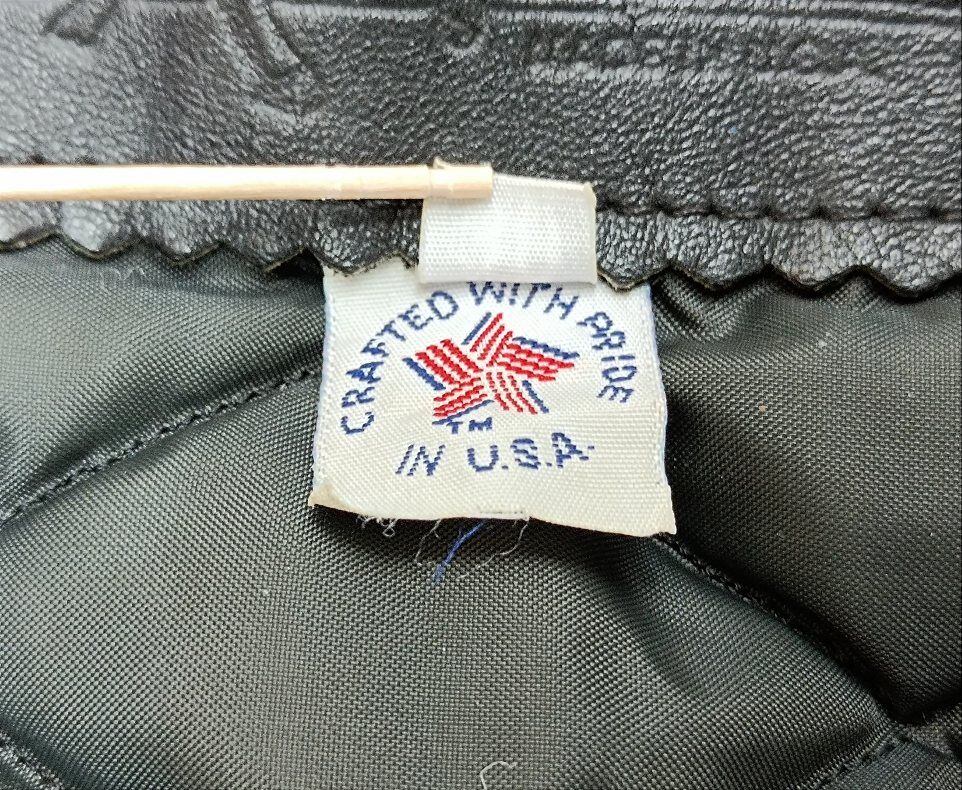 CRAFTED WITH PRIDE
TM
IN U.S.A.